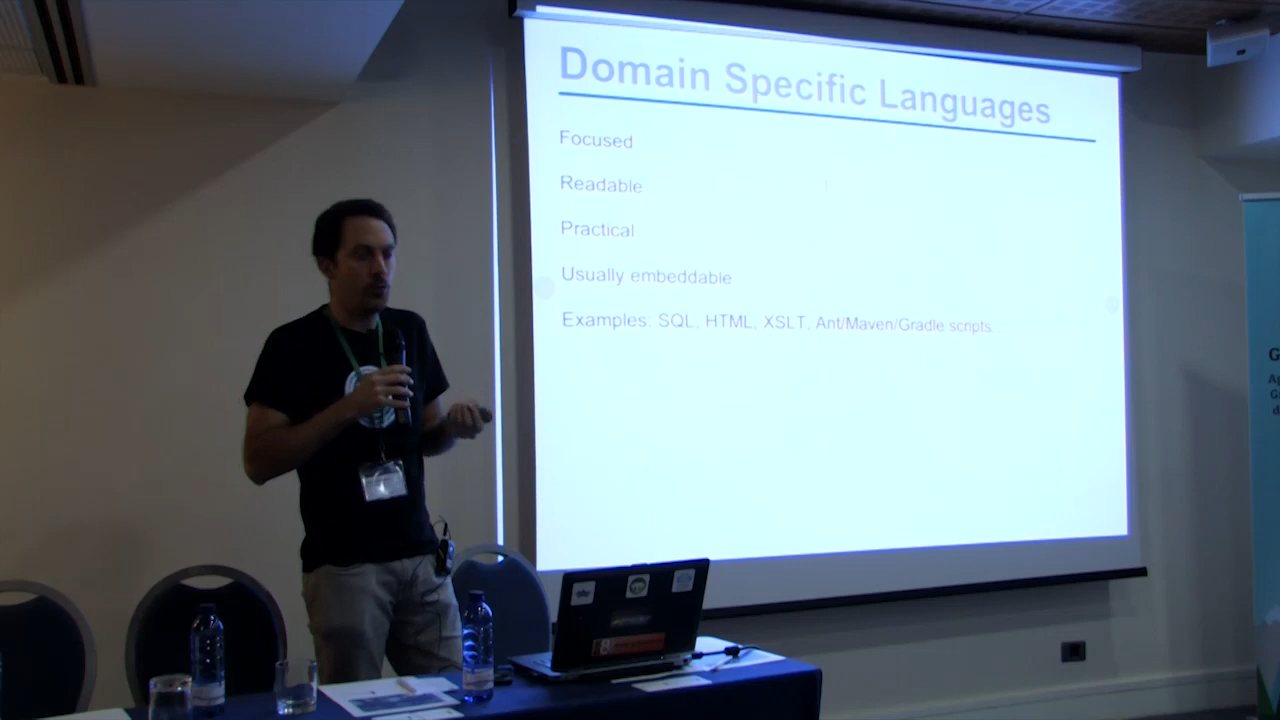 Domain Specific Languages
Focused
Readable
Practical
Usually embeddable
Examples: SQL, HTML, XSLT, Ant/Maven/Gradle scripts.